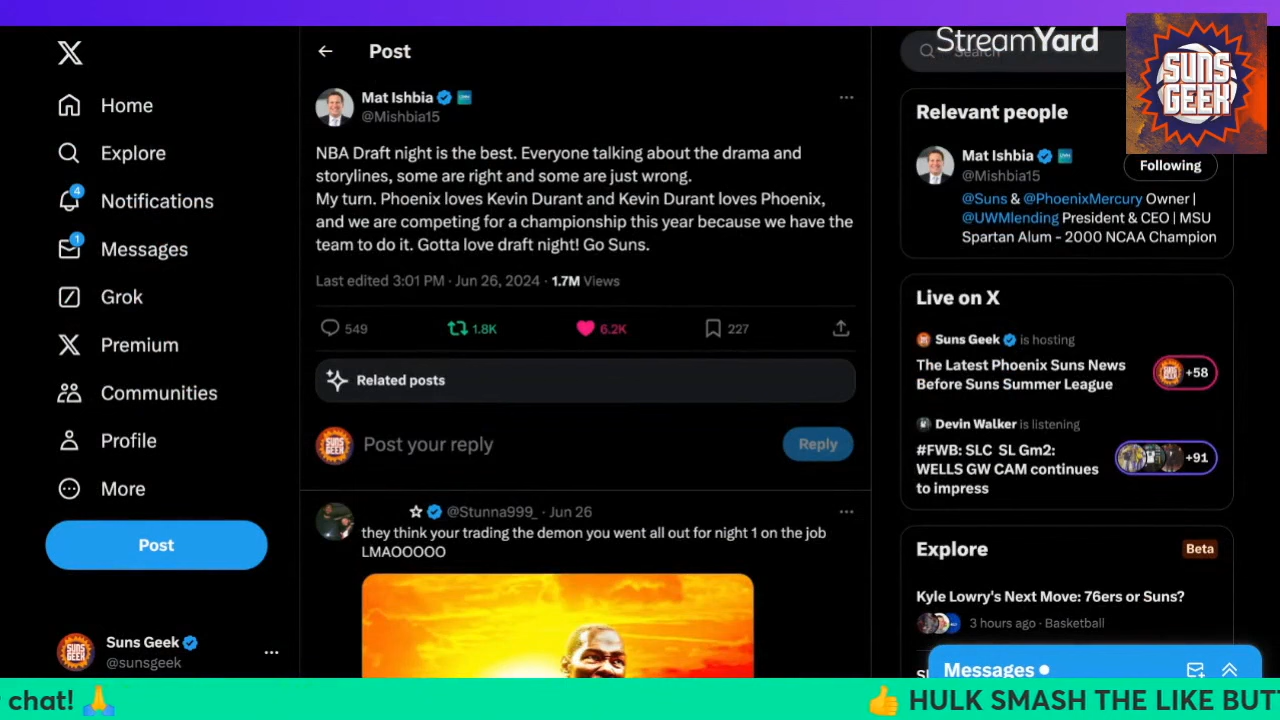 StreamYard
SUNS
GEEK
Home
Explore
4
Notifications
1
Messages
Grok
Premium
Communities
Profile
More
Post
Suns Geek
@sunsgeek
Post
Mat Ishbia
@Mishbia15
NBA Draft night is the best. Everyone talking about the drama and
storylines, some are right and some are just wrong.
My turn. Phoenix loves Kevin Durant and Kevin Durant loves Phoenix,
and we are competing for a championship this year because we have the
team to do it. Gotta love draft night! Go Suns.
Last edited 3:01 PM · Jun 26, 2024 · 1.7M Views
549 1.8K 6.2K 227
Related posts
SUNS GEEK
Post your reply
Reply
@Stunna999_ · Jun 26
they think your trading the demon you went all out for night 1 on the job
LMAOOOOO
Search
Relevant people
Mat Ishbia
@Mishbia15
Following
@Suns & @PhoenixMercury Owner |
@UWMlending President & CEO | MSU
Spartan Alum - 2000 NCAA Champion
Live on X
Suns Geek is hosting
The Latest Phoenix Suns News
Before Suns Summer League
+58
Devin Walker is listening
#FWB: SLC SL Gm2:
WELLS GW CAM continues
to impress
+91
Explore
Beta
Kyle Lowry's Next Move: 76ers or Suns?
3 hours ago · Basketball
Messages
chat! 🙏
👍 HULK SMASH THE LIKE BUT